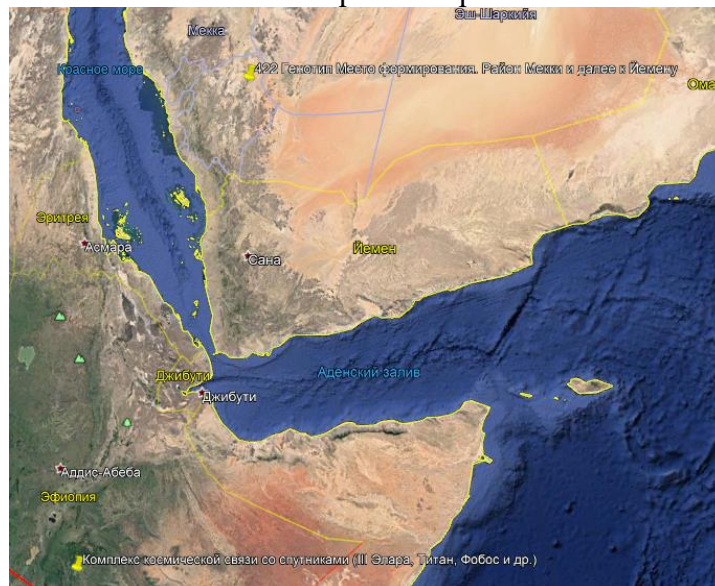 Эш-Шаркийя
Мекка
Красное море
422 Генотип Место формирования. Район Мекки и далее к Йемену
Ома
Эритрея
Асмара
Сана
Йемен
Джибути
Джибути
Аденский залив
Аддис-Абеба
Эфиопия
Комплекс космической связи со спутниками (III Элара, Титан, Фобос и др.)